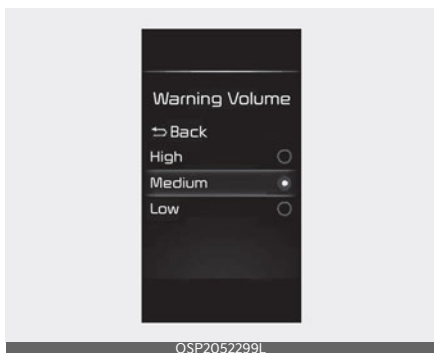 Warning Volume
Back
High
Medium
Low
OSP2052299L